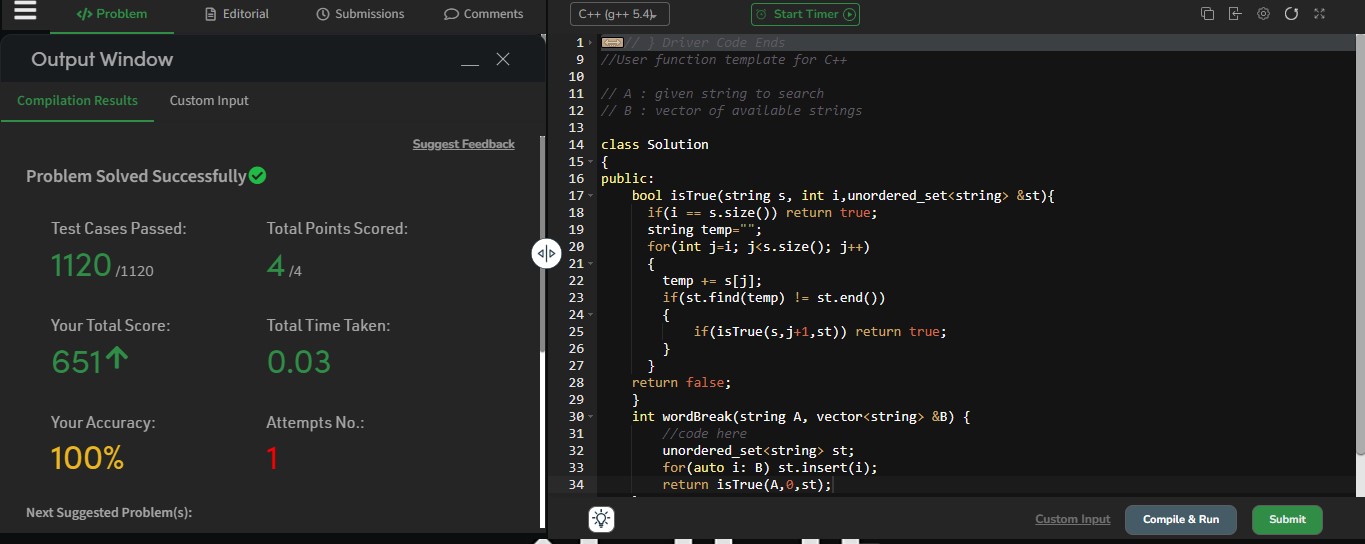 </> Problem
Editorial
Submissions
Comments
C++ (g++ 5.4)
Start Timer
Output Window
Compilation Results
Custom Input
Suggest Feedback
Problem Solved Successfully
Test Cases Passed:
Total Points Scored:
1120 /1120
4 /4
Your Total Score:
Total Time Taken:
651
0.03
Your Accuracy:
Attempts No.:
100%
1
Next Suggested Problem(s):
1 // } Driver Code Ends
9 //User function template for C++
10
11 // A : given string to search
12 // B : vector of available strings
13
14 class Solution
15 {
16 public:
17 bool isTrue(string s, int i,unordered_set<string> &st){
18 if(i == s.size()) return true;
19 string temp="";
20 for(int j=i; j<s.size(); j++)
21 {
22 temp += s[j];
23 if(st.find(temp) != st.end())
24 {
25 if(isTrue(s,j+1,st)) return true;
26 }
27 }
28 return false;
29 }
30 int wordBreak(string A, vector<string> &B) {
31 //code here
32 unordered_set<string> st;
33 for(auto i: B) st.insert(i);
34 return isTrue(A,0,st);
Custom Input
Compile & Run
Submit